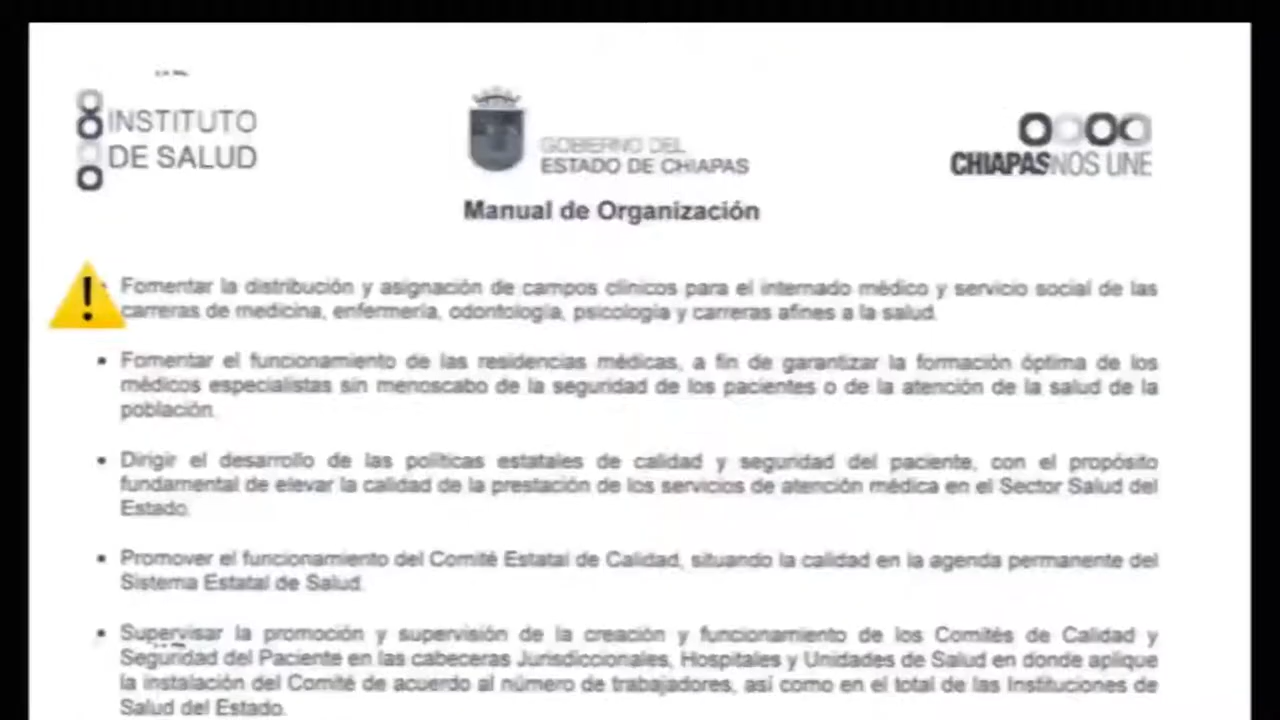 INSTITUTO
DE SALUD
GOBIERNO DEL
ESTADO DE CHIAPAS
CHIAPASNOS UNE
Manual de Organización
Fomentar la distribución y asignación de campos clínicos para el internado médico y servicio social de las
carreras de medicina, enfermería, odontología, psicología y carreras afines a la salud.
• Fomentar el funcionamiento de las residencias médicas, a fin de garantizar la formación óptima de los
médicos especialistas sin menoscabo de la seguridad de los pacientes o de la atención de la salud de la
población.
• Dirigir el desarrollo de las políticas estatales de calidad y seguridad del paciente, con el propósito
fundamental de elevar la calidad de la prestación de los servicios de atención médica en el Sector Salud del
Estado.
• Promover el funcionamiento del Comité Estatal de Calidad, situando la calidad en la agenda permanente del
Sistema Estatal de Salud.
• Supervisar la promoción y supervisión de la creación y funcionamiento de los Comités de Calidad y
Seguridad del Paciente en las cabeceras Jurisdiccionales, Hospitales y Unidades de Salud en donde aplique
la instalación del Comité de acuerdo al número de trabajadores, así como en el total de las Instituciones de
Salud del Estado.